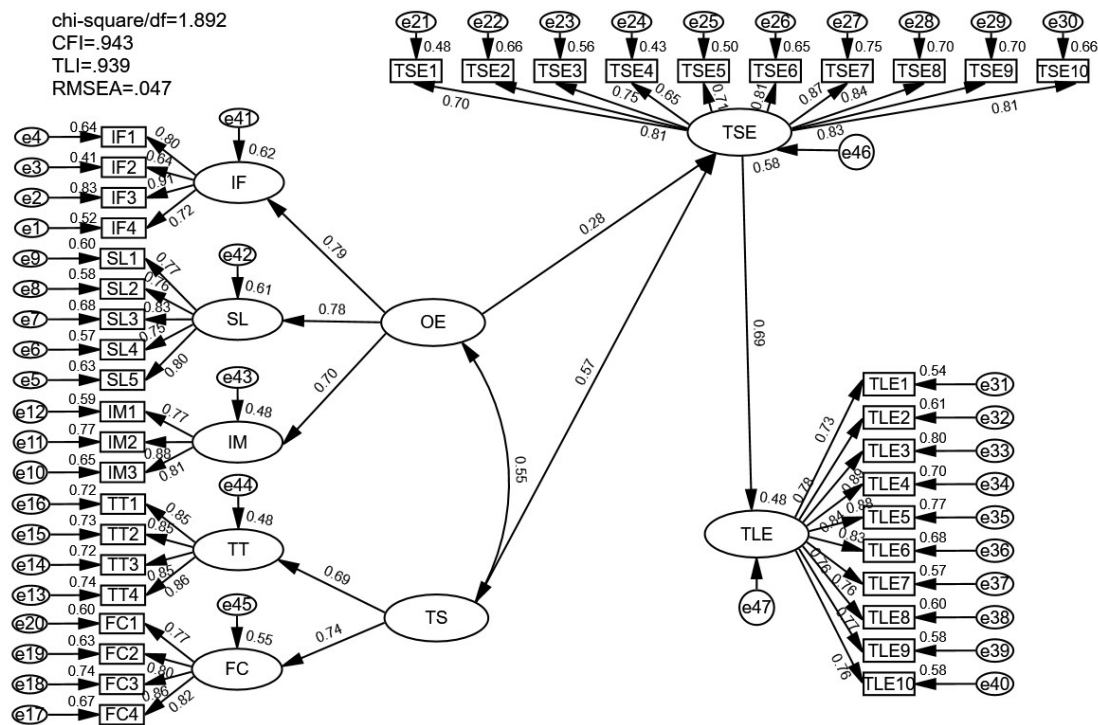 chi-square/df=1.892
CFI=.943
TLI=.939
RMSEA=.047
e21 e22 e23 e24 e25 e26 e27 e28 e29 e30
0.48 0.66 0.56 0.43 0.50 0.65 0.75 0.70 0.70 0.66
TSE1 TSE2 TSE3 TSE4 TSE5 TSE6 TSE7 TSE8 TSE9 TSE10
0.70 0.81 0.75 0.65 0.71 0.81 0.87 0.84 0.83 0.81
TSE
e46
0.58
e41
0.62
e4 0.64 IF1 0.80
e3 0.41 IF2 0.64
e2 0.83 IF3 0.91
e1 0.52 IF4 0.72
IF
0.79
0.28
e42
0.61
e9 0.60 SL1 0.77
e8 0.58 SL2 0.76
e7 0.68 SL3 0.83
e6 0.57 SL4 0.75
e5 0.63 SL5 0.80
SL
0.78
OE
0.69
0.57
0.70
e43
0.48
e12 0.59 IM1 0.77
e11 0.77 IM2 0.88
e10 0.65 IM3 0.81
IM
0.55
e44
0.48
e16 0.72 TT1 0.85
e15 0.73 TT2 0.85
e14 0.72 TT3 0.85
e13 0.74 TT4 0.86
TT
0.69
TS
0.74
e45
0.55
e20 0.60 FC1 0.77
e19 0.63 FC2 0.80
e18 0.74 FC3 0.86
e17 0.67 FC4 0.82
FC
0.48
TLE
e47
0.73 TLE1 0.54 e31
0.78 TLE2 0.61 e32
0.89 TLE3 0.80 e33
0.84 TLE4 0.70 e34
0.88 TLE5 0.77 e35
0.83 TLE6 0.68 e36
0.76 TLE7 0.57 e37
0.76 TLE8 0.60 e38
0.77 TLE9 0.58 e39
0.76 TLE10 0.58 e40